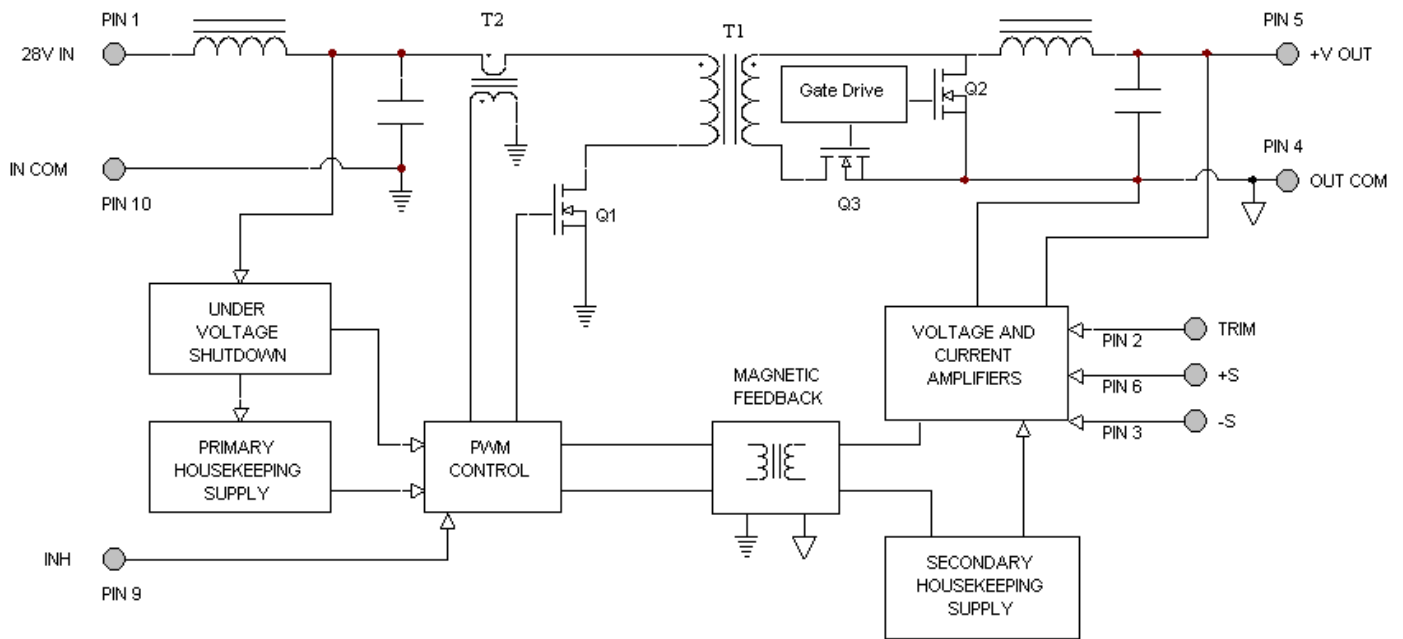 PIN 1
T2
T1
PIN 5
28V IN
+V OUT
Gate Drive
Q2
PIN 4
IN COM
OUT COM
PIN 10
Q3
Q1
UNDER
VOLTAGE
SHUTDOWN
VOLTAGE AND
CURRENT
AMPLIFIERS
TRIM
PIN 2
+S
PIN 6
-S
PIN 3
MAGNETIC
FEEDBACK
PRIMARY
HOUSEKEEPING
SUPPLY
PWM
CONTROL
INH
PIN 9
SECONDARY
HOUSEKEEPING
SUPPLY